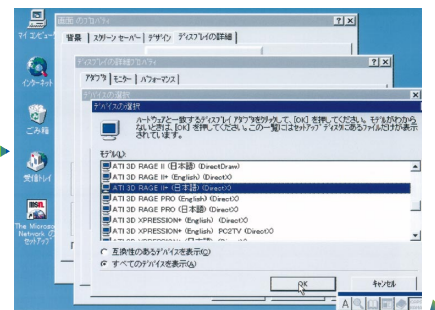 画面 のプロパティ
背景
スクリーン セーバー
デザイン
ディスプレイの詳細
ディスプレイの詳細プロパティ
アダプタ
モニター
パフォーマンス
デバイスの選択
ハードウェアと一致するディスプレイ アダプタをクリックして、[OK] を押してください。モデルがわから
ないときは、[OK] を押してください。この一覧にはセットアップ ディスクにあるファイルだけが表示
されています。
モデル(L):
ATI 3D RAGE II (日本語) (DirectDraw)
ATI 3D RAGE II+ (English) (DirectX)
ATI 3D RAGE II+ (日本語) (DirectX)
ATI 3D RAGE PRO (English) (DirectX)
ATI 3D RAGE PRO (日本語) (DirectX)
ATI 3D XPRESSION+ (English) PC2TV (DirectX)
ATI 3D XPRESSION+ (English) (DirectX)
互換性のあるデバイスを表示(C)
すべてのデバイスを表示(A)
OK
キャンセル
マイ コンピュータ
インターネット
ごみ箱
受信トレイ
msn.
The Microsoft
Network の
セットアップ
A